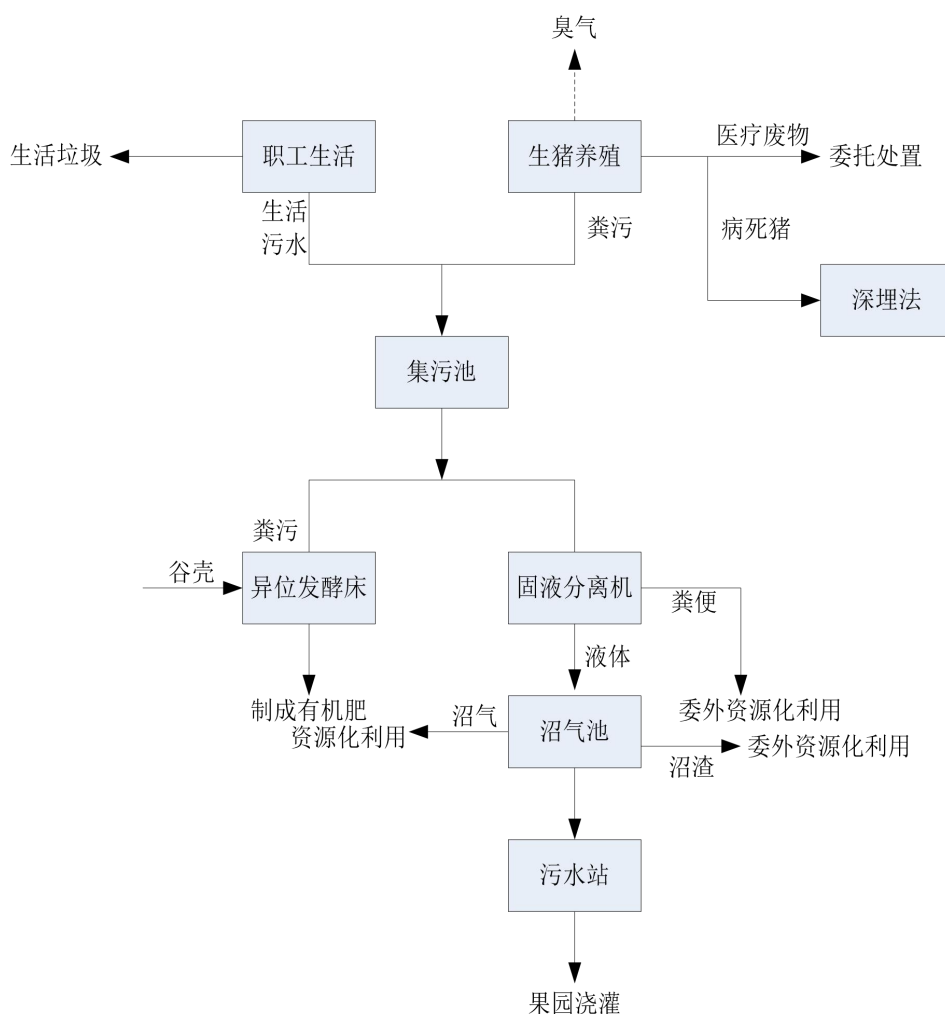 臭气
生活垃圾
职工生活
生猪养殖
医疗废物
委托处置
生活
污水
粪污
病死猪
深埋法
集污池
粪污
谷壳
异位发酵床
固液分离机
粪便
液体
制成有机肥
资源化利用
沼气
沼气池
委外资源化利用
沼渣
委外资源化利用
污水站
果园浇灌